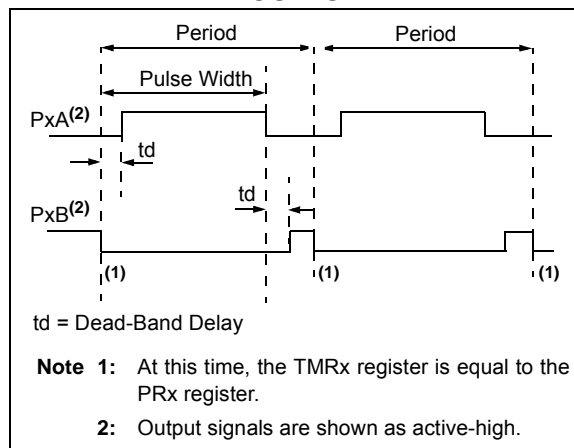 Period Period
Pulse Width
PxA(2)
td
td
PxB(2)
(1) (1) (1)
td = Dead-Band Delay
Note 1: At this time, the TMRx register is equal to the
PRx register.
2: Output signals are shown as active-high.